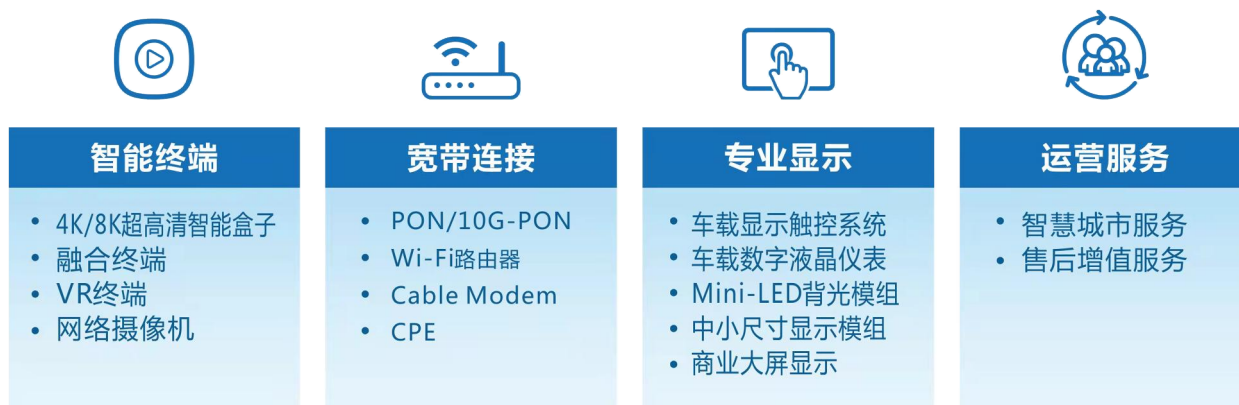 智能终端
• 4K/8K超高清智能盒子
• 融合终端
• VR终端
• 网络摄像机
宽带连接
• PON/10G-PON
• Wi-Fi路由器
• Cable Modem
• CPE
专业显示
• 车载显示触控系统
• 车载数字液晶仪表
• Mini-LED背光模组
• 中小尺寸显示模组
• 商业大屏显示
运营服务
• 智慧城市服务
• 售后增值服务